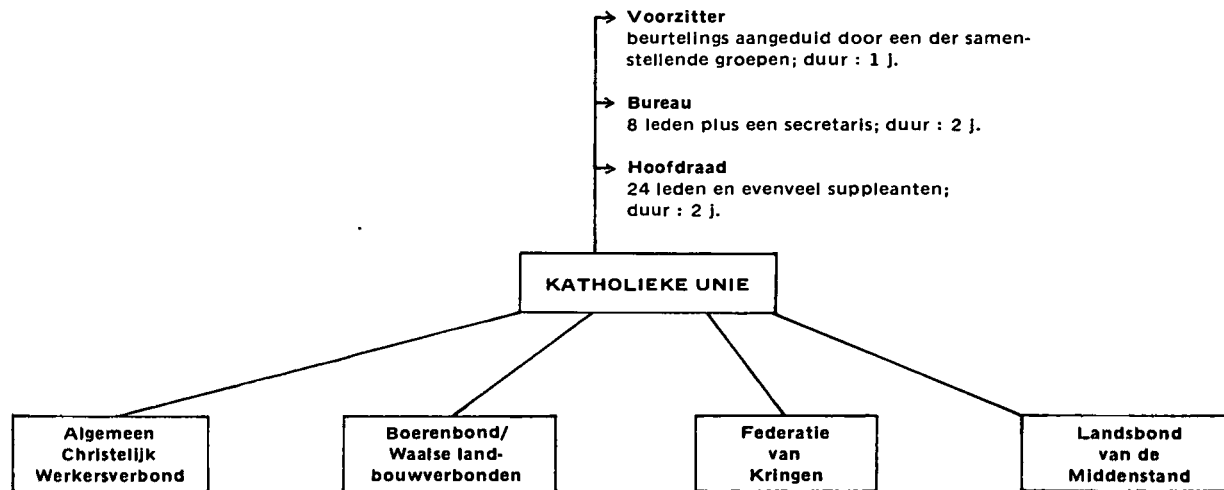 Voorzitter
beurtelings aangeduid door een der samen-
stellende groepen; duur : 1 j.
Bureau
8 leden plus een secretaris; duur : 2 j.
Hoofdraad
24 leden en evenveel suppleanten;
duur : 2 j.
KATHOLIEKE UNIE
Algemeen
Christelijk
Werkersverbond
Boerenbond/
Waalse land-
bouwverbonden
Federatie
van
Kringen
Landsbond
van de
Middenstand